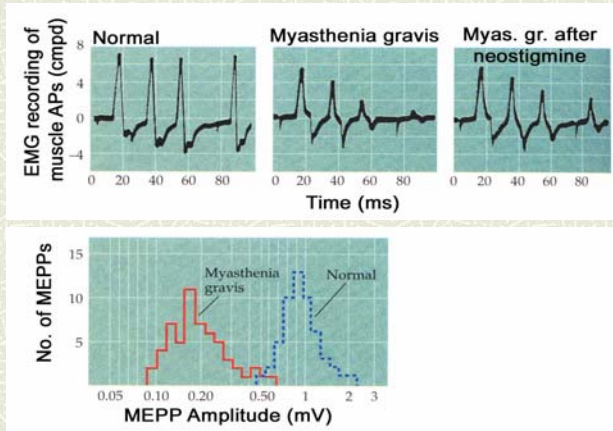 Normal
Myasthenia gravis
Myas. gr. after
neostigmine
EMG recording of
muscle APs (cmpd)
8
4
0
−4
0 20 40 60 80
0 20 40 60 80
0 20 40 60 80
Time (ms)
No. of MEPPs
15
10
5
Myasthenia
gravis
Normal
0.05 0.10 0.20 0.50 1 2 3
MEPP Amplitude (mV)